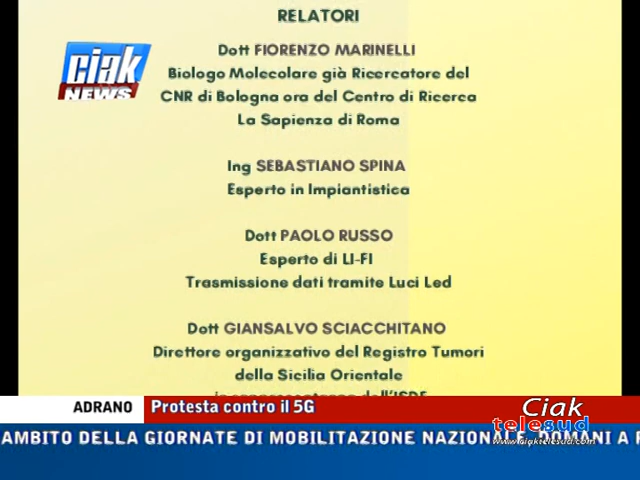 RELATORI
Dott FIORENZO MARINELLI
Biologo Molecolare già Ricercatore del
CNR di Bologna ora del Centro di Ricerca
La Sapienza di Roma
Ing SEBASTIANO SPINA
Esperto in Impiantistica
Dott PAOLO RUSSO
Esperto di LI-FI
Trasmissione dati tramite Luci Led
Dott GIANSALVO SCIACCHITANO
Direttore organizzativo del Registro Tumori
della Sicilia Orientale
ciak
NEWS
ADRANO
Protesta contro il 5G
Ciak
telesud
www.ciaktelesud.com
AMBITO DELLA GIORNATE DI MOBILITAZIONE NAZIONALE, DOMANI A